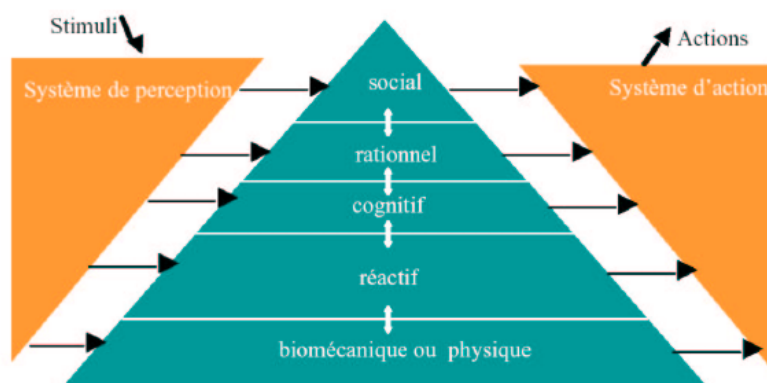 Stimuli
Actions
Système de perception
social
Système d'action
rationnel
cognitif
réactif
biomécanique ou physique